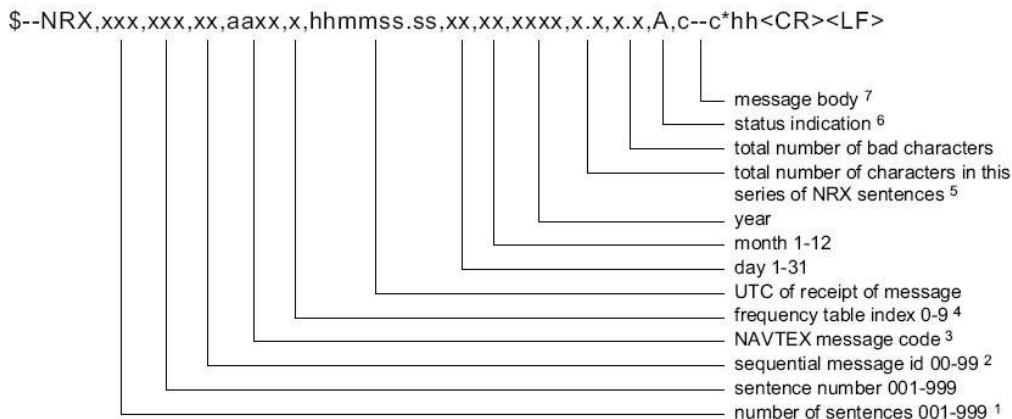 $--NRX,xxx,xxx,xx,aaxx,x,hhmmss.ss,xx,xx,xxxx,x.x,x.x,A,c--c*hh<CR><LF>
message body 7
status indication 6
total number of bad characters
total number of characters in this
series of NRX sentences 5
year
month 1-12
day 1-31
UTC of receipt of message
frequency table index 0-9 4
NAVTEX message code 3
sequential message id 00-99 2
sentence number 001-999
number of sentences 001-999 1